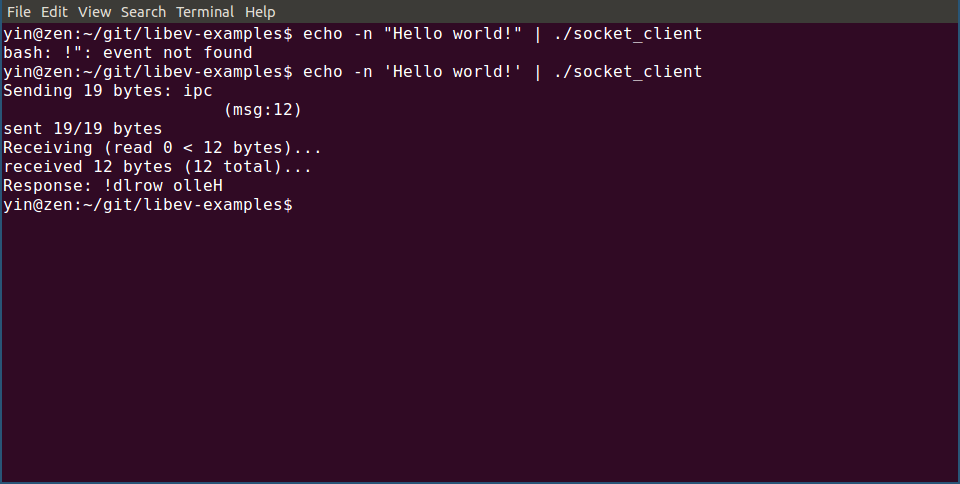 File Edit View Search Terminal Help
yin@zen:~/git/libev-examples$ echo -n "Hello world!" | ./socket_client
bash: !": event not found
yin@zen:~/git/libev-examples$ echo -n 'Hello world!' | ./socket_client
Sending 19 bytes: ipc
(msg:12)
sent 19/19 bytes
Receiving (read 0 < 12 bytes)...
received 12 bytes (12 total)...
Response: !dlrow olleH
yin@zen:~/git/libev-examples$